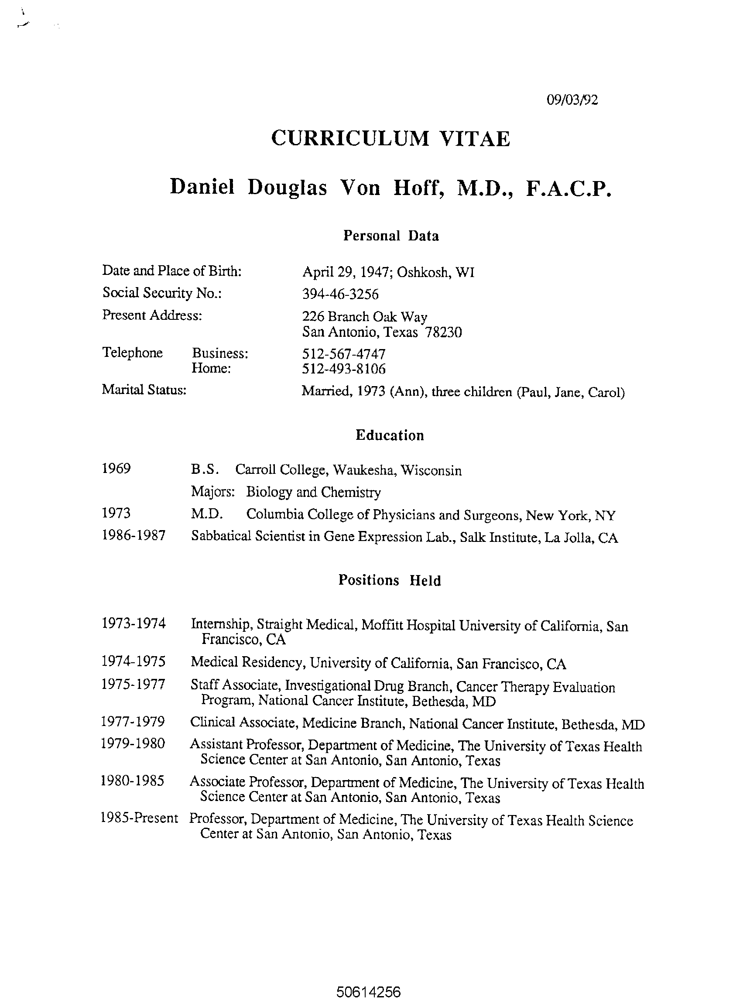 09/03/92
CURRICULUM VITAE
Daniel Douglas Von Hoff, M.D., F.A.C.P.
Personal Data
Date and Place of Birth: April 29, 1947; Oshkosh, WI
Social Security No.: 394-46-3256
Present Address: 226 Branch Oak Way
San Antonio, Texas 78230
Telephone Business: 512-567-4747
Home: 512-493-8106
Marital Status: Married, 1973 (Ann), three children (Paul, Jane, Carol)
Education
1969 B.S. Carroll College, Waukesha, Wisconsin
Majors: Biology and Chemistry
1973 M.D. Columbia College of Physicians and Surgeons, New York, NY
1986-1987 Sabbatical Scientist in Gene Expression Lab., Salk Institute, La Jolla, CA
Positions Held
1973-1974 Internship, Straight Medical, Moffitt Hospital University of California, San
Francisco, CA
1974-1975 Medical Residency, University of California, San Francisco, CA
1975-1977 Staff Associate, Investigational Drug Branch, Cancer Therapy Evaluation
Program, National Cancer Institute, Bethesda, MD
1977-1979 Clinical Associate, Medicine Branch, National Cancer Institute, Bethesda, MD
1979-1980 Assistant Professor, Department of Medicine, The University of Texas Health
Science Center at San Antonio, San Antonio, Texas
1980-1985 Associate Professor, Department of Medicine, The University of Texas Health
Science Center at San Antonio, San Antonio, Texas
1985-Present Professor, Department of Medicine, The University of Texas Health Science
Center at San Antonio, San Antonio, Texas
50614256